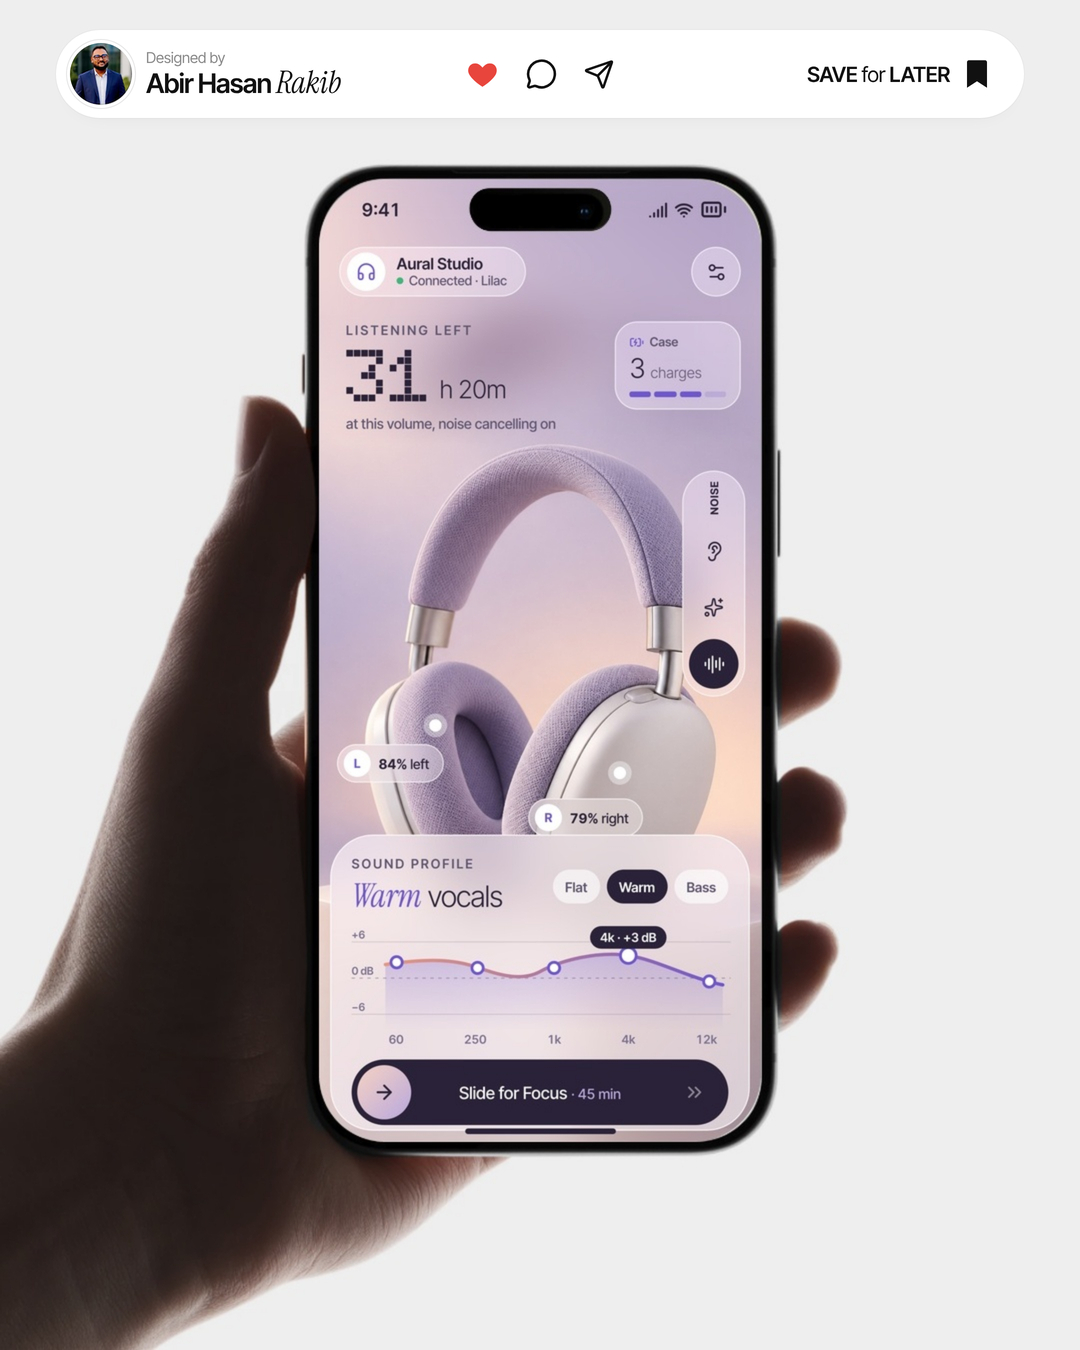 Designed by
Abir Hasan Rakib
SAVE for LATER
9:41
Aural Studio
Connected · Lilac
LISTENING LEFT
31 h 20m
at this volume, noise cancelling on
Case
3 charges
NOISE
L 84% left
R 79% right
SOUND PROFILE
Warm vocals
Flat Warm Bass
4k · +3 dB
+6
0 dB
−6
60 250 1k 4k 12k
Slide for Focus · 45 min